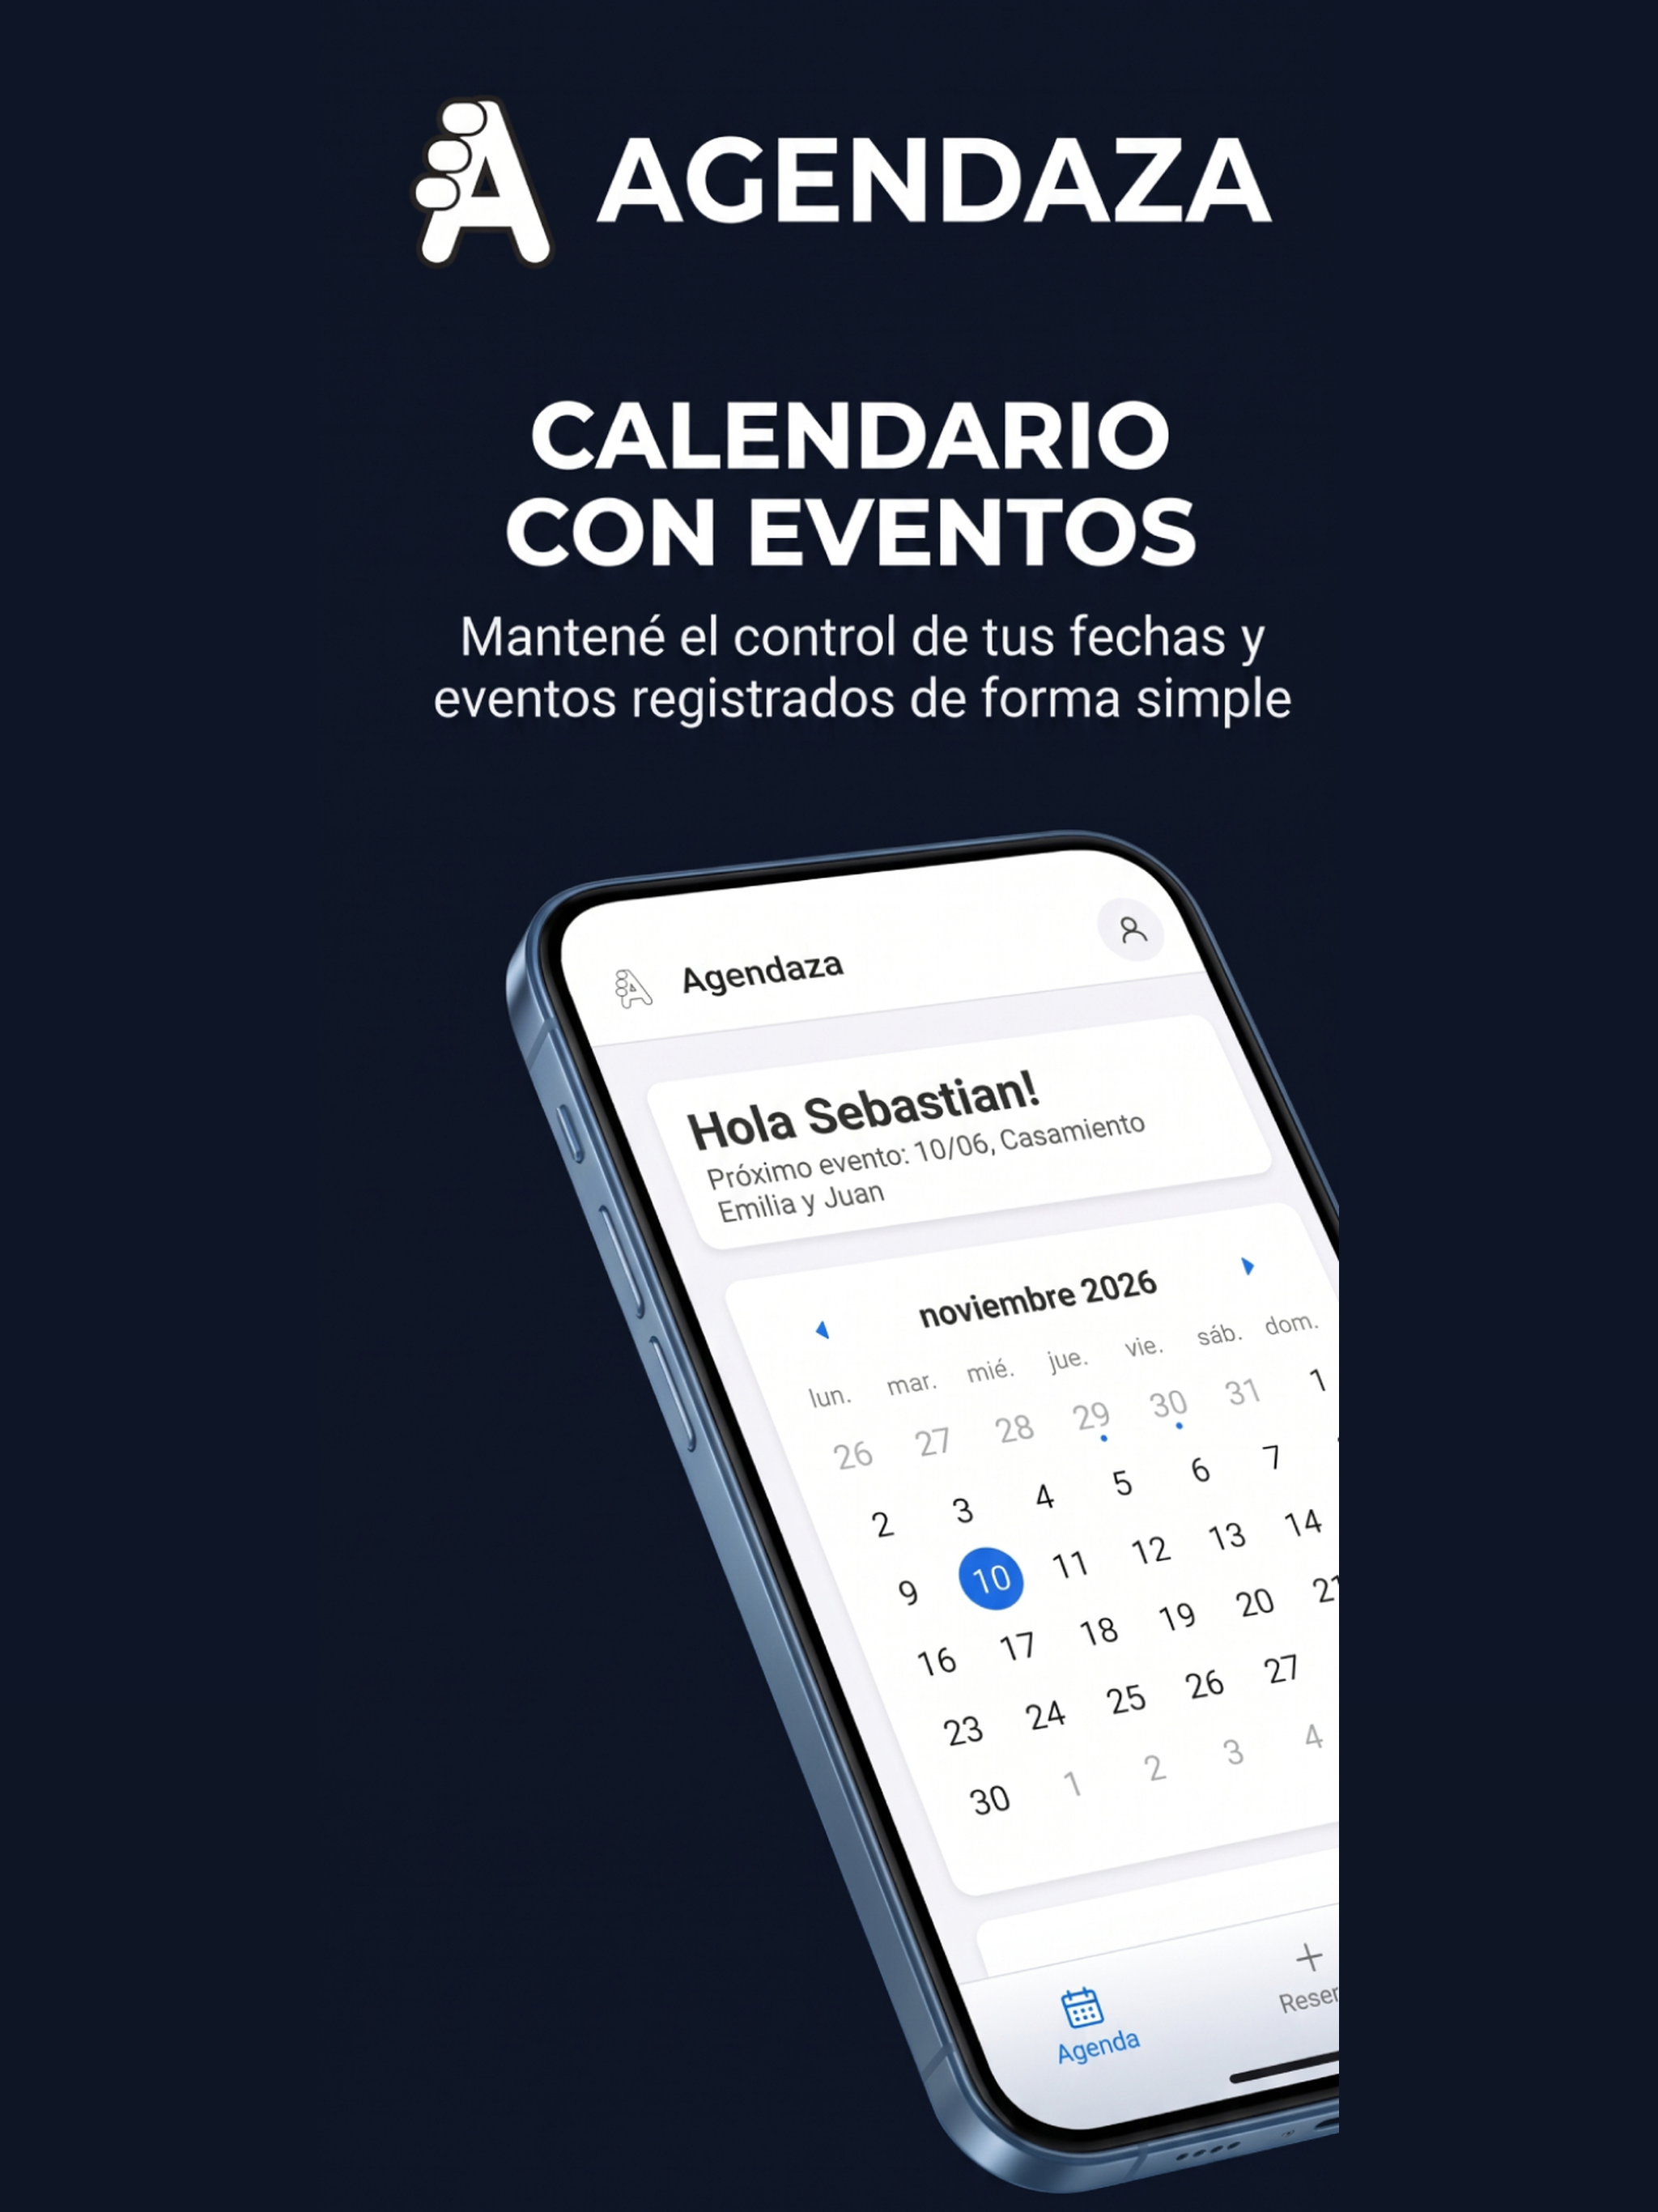 AGENDAZA
CALENDARIO
CON EVENTOS
Mantené el control de tus fechas y
eventos registrados de forma simple
Agendaza
Hola Sebastian!
Próximo evento: 10/06, Casamiento
Emilia y Juan
noviembre 2026
lun. mar. mié. jue. vie. sáb. dom.
26 27 28 29 30 31 1
2 3 4 5 6 7
9 10 11 12 13 14
16 17 18 19 20 21
23 24 25 26 27
30 1 2 3 4
Agenda
Reser